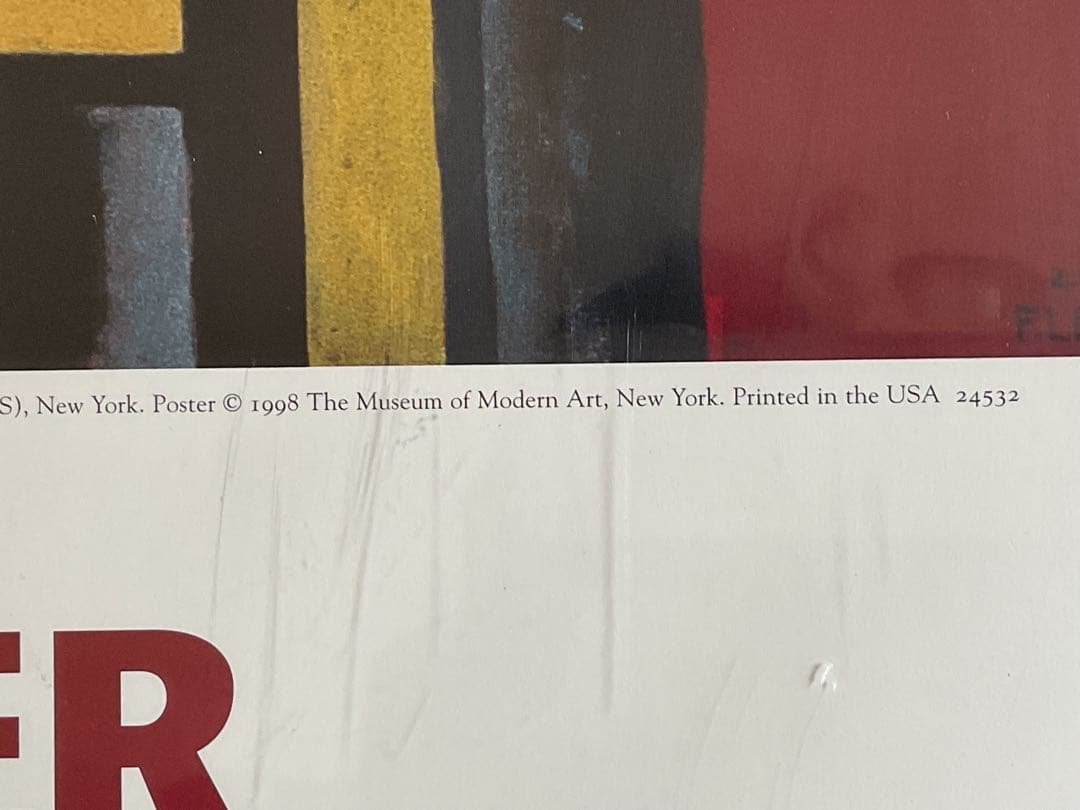 S), New York. Poster © 1998 The Museum of Modern Art, New York. Printed in the USA 24532
ER